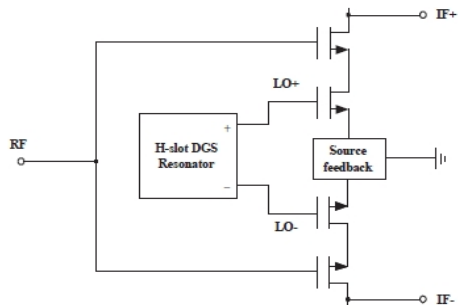 IF+
LO+
+
H-slot DGS
Resonator
RF
Source
feedback
−
LO-
IF-